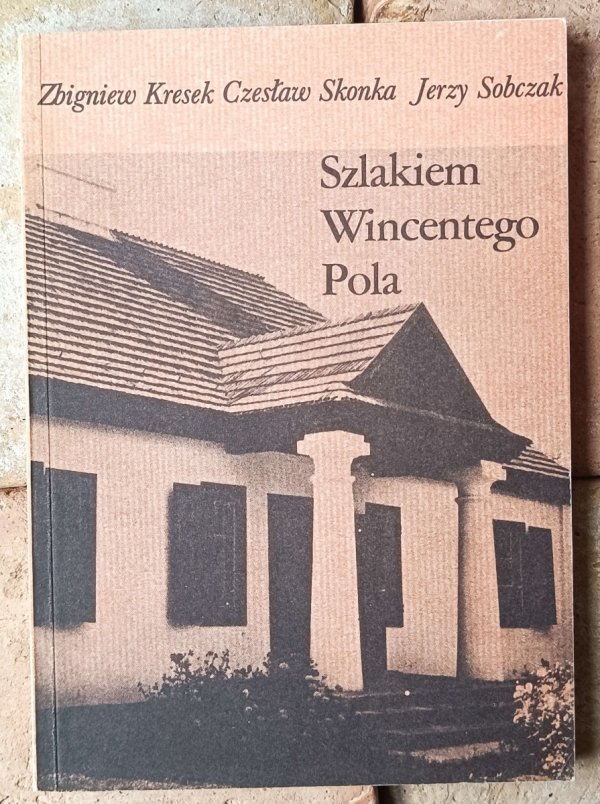 Zbigniew Kresek Czesław Skonka Jerzy Sobczak
Szlakiem
Wincentego
Pola